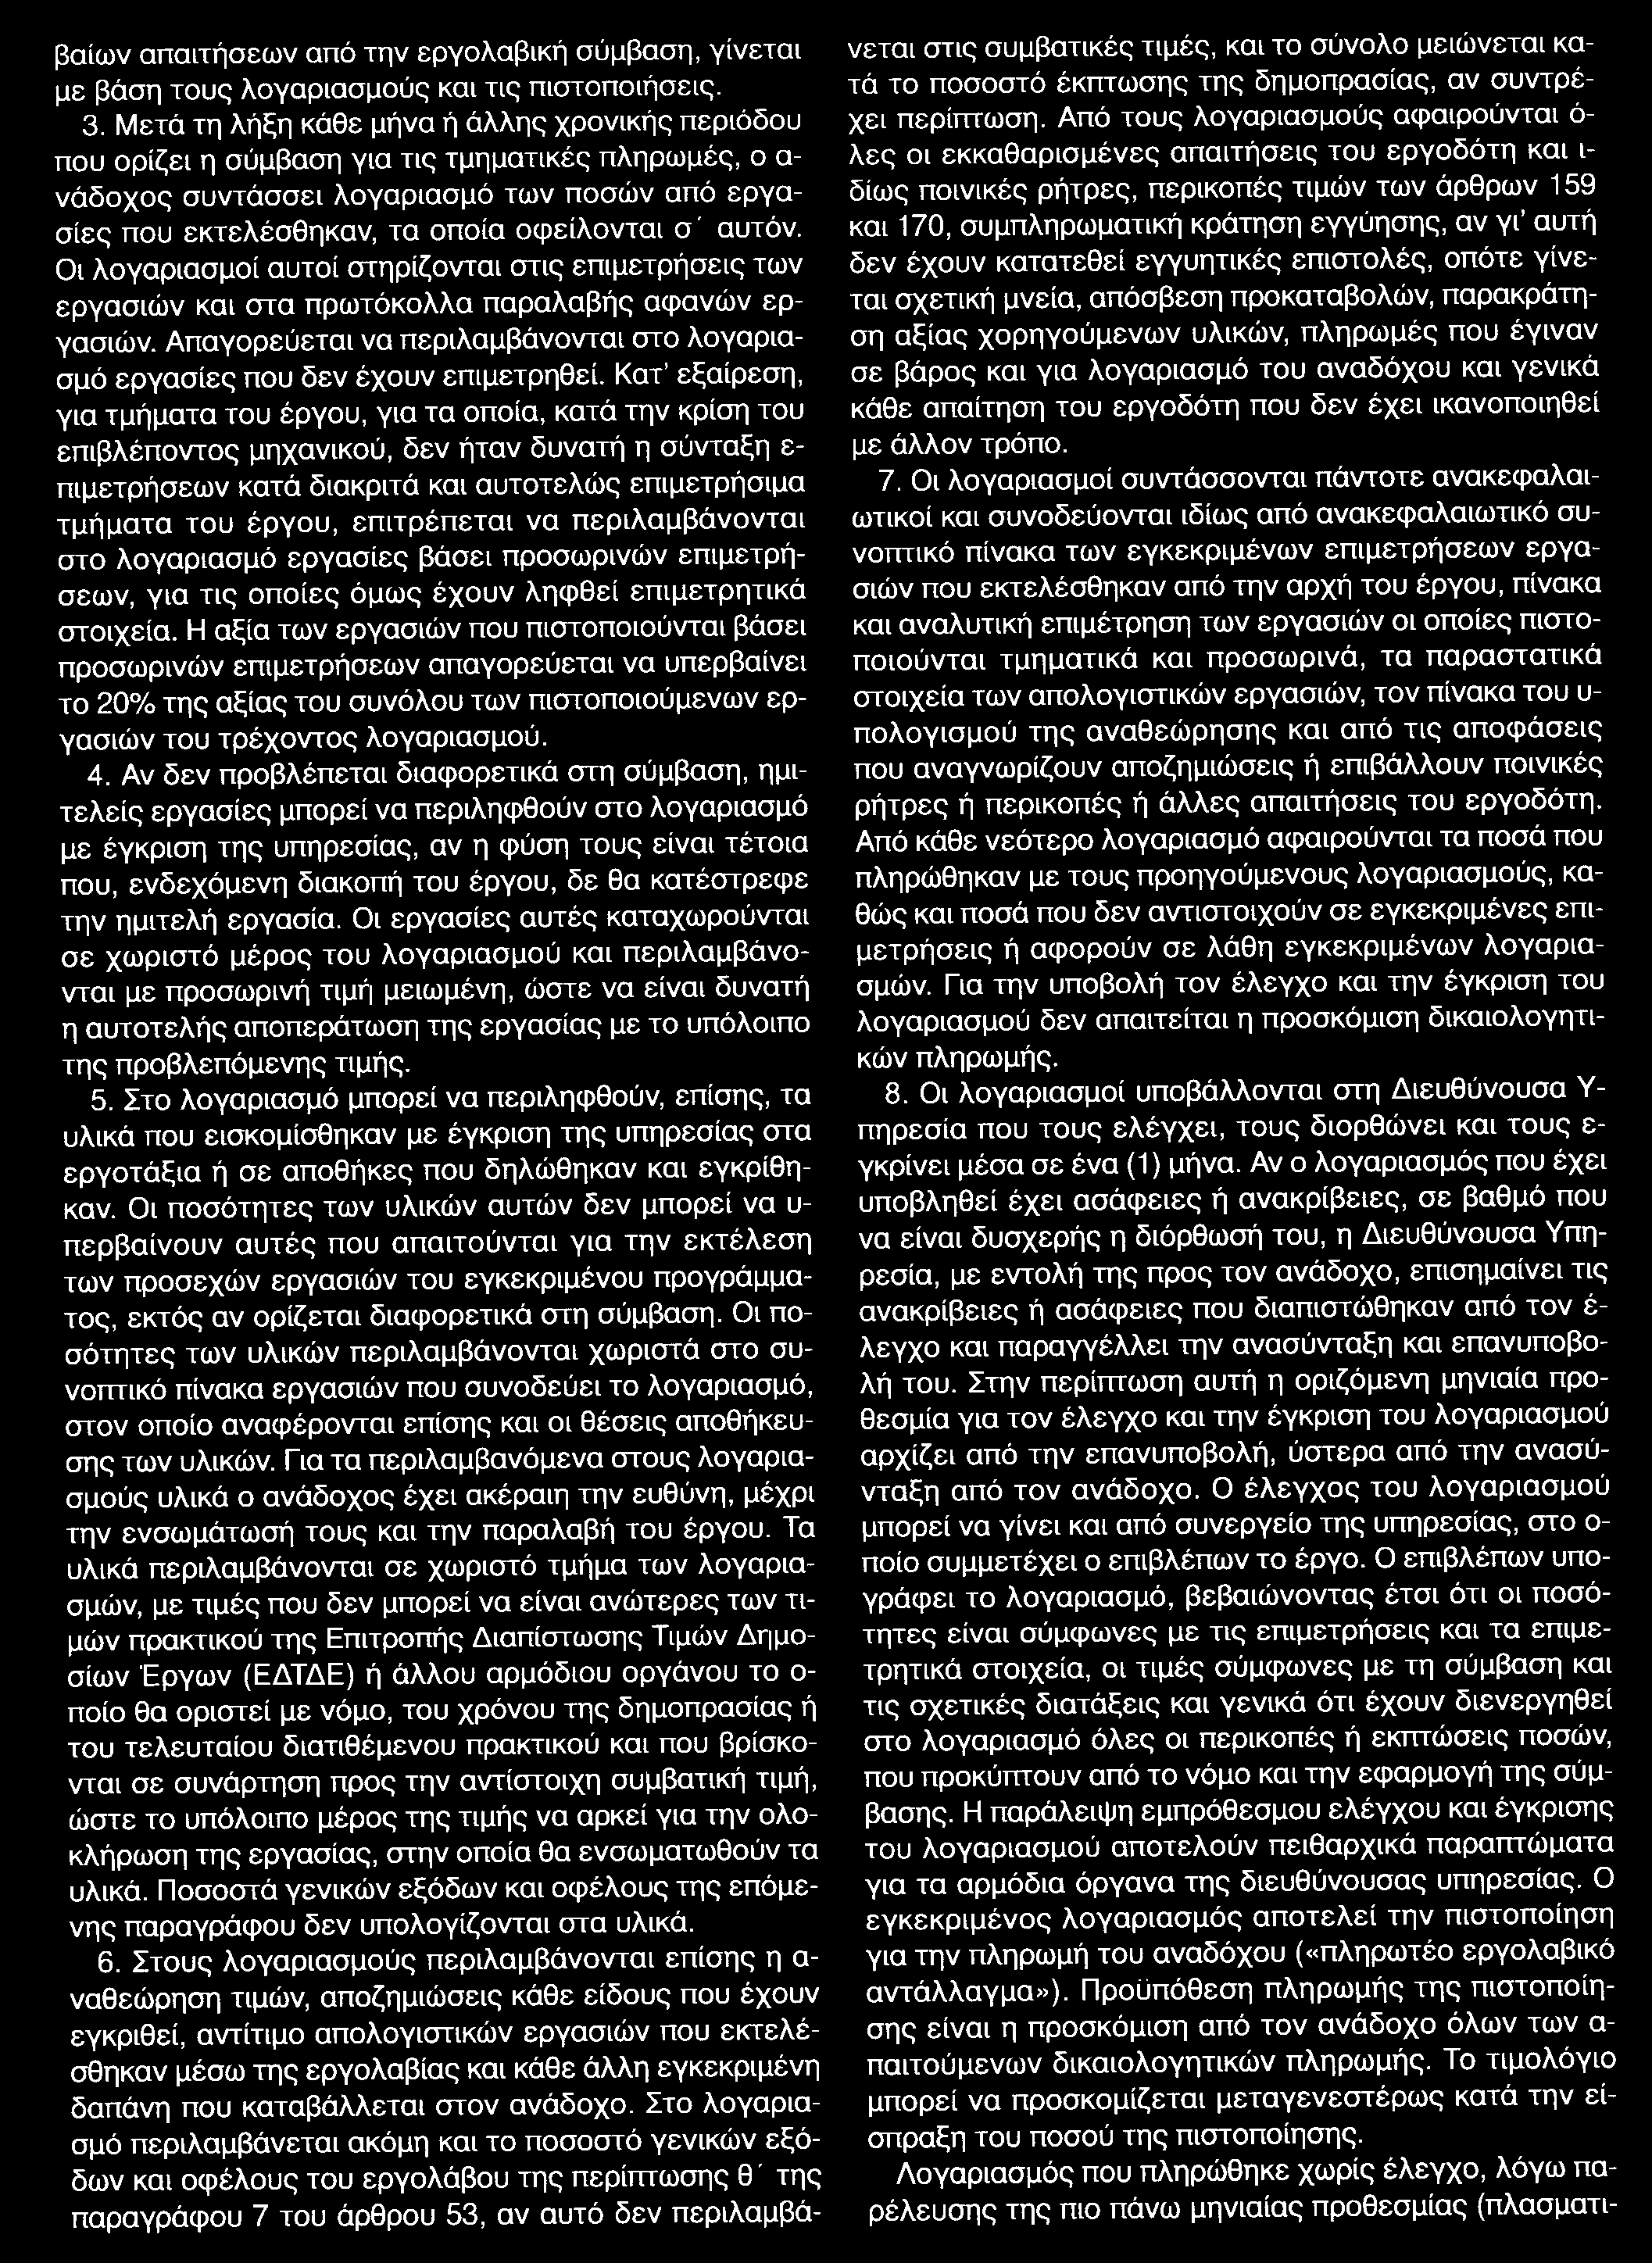 βαίων απαιτήσεων από την εργολαβική σύμβαση, γίνεται
με βάση τους λογαριασμούς και τις πιστοποιήσεις.
3. Μετά τη λήξη κάθε μήνα ή άλλης χρονικής περιόδου
που ορίζει η σύμβαση για τις τμηματικές πληρωμές, ο α-
νάδοχος συντάσσει λογαριασμό των ποσών από εργα-
σίες που εκτελέσθηκαν, τα οποία οφείλονται σ΄ αυτόν.
Οι λογαριασμοί αυτοί στηρίζονται στις επιμετρήσεις των
εργασιών και στα πρωτόκολλα παραλαβής αφανών ερ-
γασιών. Απαγορεύεται να περιλαμβάνονται στο λογαρια-
σμό εργασίες που δεν έχουν επιμετρηθεί. Κατ’ εξαίρεση,
για τμήματα του έργου, για τα οποία, κατά την κρίση του
επιβλέποντος μηχανικού, δεν ήταν δυνατή η σύνταξη ε-
πιμετρήσεων κατά διακριτά και αυτοτελώς επιμετρήσιμα
τμήματα του έργου, επιτρέπεται να περιλαμβάνονται
στο λογαριασμό εργασίες βάσει προσωρινών επιμετρή-
σεων, για τις οποίες όμως έχουν ληφθεί επιμετρητικά
στοιχεία. Η αξία των εργασιών που πιστοποιούνται βάσει
προσωρινών επιμετρήσεων απαγορεύεται να υπερβαίνει
το 20% της αξίας του συνόλου των πιστοποιούμενων ερ-
γασιών του τρέχοντος λογαριασμού.
4. Αν δεν προβλέπεται διαφορετικά στη σύμβαση, ημι-
τελείς εργασίες μπορεί να περιληφθούν στο λογαριασμό
με έγκριση της υπηρεσίας, αν η φύση τους είναι τέτοια
που, ενδεχόμενη διακοπή του έργου, δε θα κατέστρεφε
την ημιτελή εργασία. Οι εργασίες αυτές καταχωρούνται
σε χωριστό μέρος του λογαριασμού και περιλαμβάνο-
νται με προσωρινή τιμή μειωμένη, ώστε να είναι δυνατή
η αυτοτελής αποπεράτωση της εργασίας με το υπόλοιπο
της προβλεπόμενης τιμής.
5. Στο λογαριασμό μπορεί να περιληφθούν, επίσης, τα
υλικά που εισκομίσθηκαν με έγκριση της υπηρεσίας στα
εργοτάξια ή σε αποθήκες που δηλώθηκαν και εγκρίθη-
καν. Οι ποσότητες των υλικών αυτών δεν μπορεί να υ-
περβαίνουν αυτές που απαιτούνται για την εκτέλεση
των προσεχών εργασιών του εγκεκριμένου προγράμμα-
τος, εκτός αν ορίζεται διαφορετικά στη σύμβαση. Οι πο-
σότητες των υλικών περιλαμβάνονται χωριστά στο συ-
νοπτικό πίνακα εργασιών που συνοδεύει το λογαριασμό,
στον οποίο αναφέρονται επίσης και οι θέσεις αποθήκευ-
σης των υλικών. Για τα περιλαμβανόμενα στους λογαρια-
σμούς υλικά ο ανάδοχος έχει ακέραιη την ευθύνη, μέχρι
την ενσωμάτωσή τους και την παραλαβή του έργου. Τα
υλικά περιλαμβάνονται σε χωριστό τμήμα των λογαρια-
σμών, με τιμές που δεν μπορεί να είναι ανώτερες των τι-
μών πρακτικού της Επιτροπής Διαπίστωσης Τιμών Δημο-
σίων Έργων (ΕΔΤΔΕ) ή άλλου αρμόδιου οργάνου το ο-
ποίο θα οριστεί με νόμο, του χρόνου της δημοπρασίας ή
του τελευταίου διατιθέμενου πρακτικού και που βρίσκο-
νται σε συνάρτηση προς την αντίστοιχη συμβατική τιμή,
ώστε το υπόλοιπο μέρος της τιμής να αρκεί για την ολο-
κλήρωση της εργασίας, στην οποία θα ενσωματωθούν τα
υλικά. Ποσοστά γενικών εξόδων και οφέλους της επόμε-
νης παραγράφου δεν υπολογίζονται στα υλικά.
6. Στους λογαριασμούς περιλαμβάνονται επίσης η α-
ναθεώρηση τιμών, αποζημιώσεις κάθε είδους που έχουν
εγκριθεί, αντίτιμο απολογιστικών εργασιών που εκτελέ-
σθηκαν μέσω της εργολαβίας και κάθε άλλη εγκεκριμένη
δαπάνη που καταβάλλεται στον ανάδοχο. Στο λογαρια-
σμό περιλαμβάνεται ακόμη και το ποσοστό γενικών εξό-
δων και οφέλους του εργολάβου της περίπτωσης θ΄ της
παραγράφου 7 του άρθρου 53, αν αυτό δεν περιλαμβά-
νεται στις συμβατικές τιμές, και το σύνολο μειώνεται κα-
τά το ποσοστό έκπτωσης της δημοπρασίας, αν συντρέ-
χει περίπτωση. Από τους λογαριασμούς αφαιρούνται ό-
λες οι εκκαθαρισμένες απαιτήσεις του εργοδότη και ι-
δίως ποινικές ρήτρες, περικοπές τιμών των άρθρων 159
και 170, συμπληρωματική κράτηση εγγύησης, αν γι’ αυτή
δεν έχουν κατατεθεί εγγυητικές επιστολές, οπότε γίνε-
ται σχετική μνεία, απόσβεση προκαταβολών, παρακράτη-
ση αξίας χορηγούμενων υλικών, πληρωμές που έγιναν
σε βάρος και για λογαριασμό του αναδόχου και γενικά
κάθε απαίτηση του εργοδότη που δεν έχει ικανοποιηθεί
με άλλον τρόπο.
7. Οι λογαριασμοί συντάσσονται πάντοτε ανακεφαλαι-
ωτικοί και συνοδεύονται ιδίως από ανακεφαλαιωτικό συ-
νοπτικό πίνακα των εγκεκριμένων επιμετρήσεων εργα-
σιών που εκτελέσθηκαν από την αρχή του έργου, πίνακα
και αναλυτική επιμέτρηση των εργασιών οι οποίες πιστο-
ποιούνται τμηματικά και προσωρινά, τα παραστατικά
στοιχεία των απολογιστικών εργασιών, τον πίνακα του υ-
πολογισμού της αναθεώρησης και από τις αποφάσεις
που αναγνωρίζουν αποζημιώσεις ή επιβάλλουν ποινικές
ρήτρες ή περικοπές ή άλλες απαιτήσεις του εργοδότη.
Από κάθε νεότερο λογαριασμό αφαιρούνται τα ποσά που
πληρώθηκαν με τους προηγούμενους λογαριασμούς, κα-
θώς και ποσά που δεν αντιστοιχούν σε εγκεκριμένες επι-
μετρήσεις ή αφορούν σε λάθη εγκεκριμένων λογαρια-
σμών. Για την υποβολή τον έλεγχο και την έγκριση του
λογαριασμού δεν απαιτείται η προσκόμιση δικαιολογητι-
κών πληρωμής.
8. Οι λογαριασμοί υποβάλλονται στη Διευθύνουσα Υ-
πηρεσία που τους ελέγχει, τους διορθώνει και τους ε-
γκρίνει μέσα σε ένα (1) μήνα. Αν ο λογαριασμός που έχει
υποβληθεί έχει ασάφειες ή ανακρίβειες, σε βαθμό που
να είναι δυσχερής η διόρθωσή του, η Διευθύνουσα Υπη-
ρεσία, με εντολή της προς τον ανάδοχο, επισημαίνει τις
ανακρίβειες ή ασάφειες που διαπιστώθηκαν από τον έ-
λεγχο και παραγγέλλει την ανασύνταξη και επανυποβο-
λή του. Στην περίπτωση αυτή η οριζόμενη μηνιαία προ-
θεσμία για τον έλεγχο και την έγκριση του λογαριασμού
αρχίζει από την επανυποβολή, ύστερα από την ανασύ-
νταξη από τον ανάδοχο. Ο έλεγχος του λογαριασμού
μπορεί να γίνει και από συνεργείο της υπηρεσίας, στο ο-
ποίο συμμετέχει ο επιβλέπων το έργο. Ο επιβλέπων υπο-
γράφει το λογαριασμό, βεβαιώνοντας έτσι ότι οι ποσό-
τητες είναι σύμφωνες με τις επιμετρήσεις και τα επιμε-
τρητικά στοιχεία, οι τιμές σύμφωνες με τη σύμβαση και
τις σχετικές διατάξεις και γενικά ότι έχουν διενεργηθεί
στο λογαριασμό όλες οι περικοπές ή εκπτώσεις ποσών,
που προκύπτουν από το νόμο και την εφαρμογή της σύμ-
βασης. Η παράλειψη εμπρόθεσμου ελέγχου και έγκρισης
του λογαριασμού αποτελούν πειθαρχικά παραπτώματα
για τα αρμόδια όργανα της διευθύνουσας υπηρεσίας. Ο
εγκεκριμένος λογαριασμός αποτελεί την πιστοποίηση
για την πληρωμή του αναδόχου («πληρωτέο εργολαβικό
αντάλλαγμα»). Προϋπόθεση πληρωμής της πιστοποίη-
σης είναι η προσκόμιση από τον ανάδοχο όλων των α-
παιτούμενων δικαιολογητικών πληρωμής. Το τιμολόγιο
μπορεί να προσκομίζεται μεταγενεστέρως κατά την εί-
σπραξη του ποσού της πιστοποίησης.
Λογαριασμός που πληρώθηκε χωρίς έλεγχο, λόγω πα-
ρέλευσης της πιο πάνω μηνιαίας προθεσμίας (πλασματι-